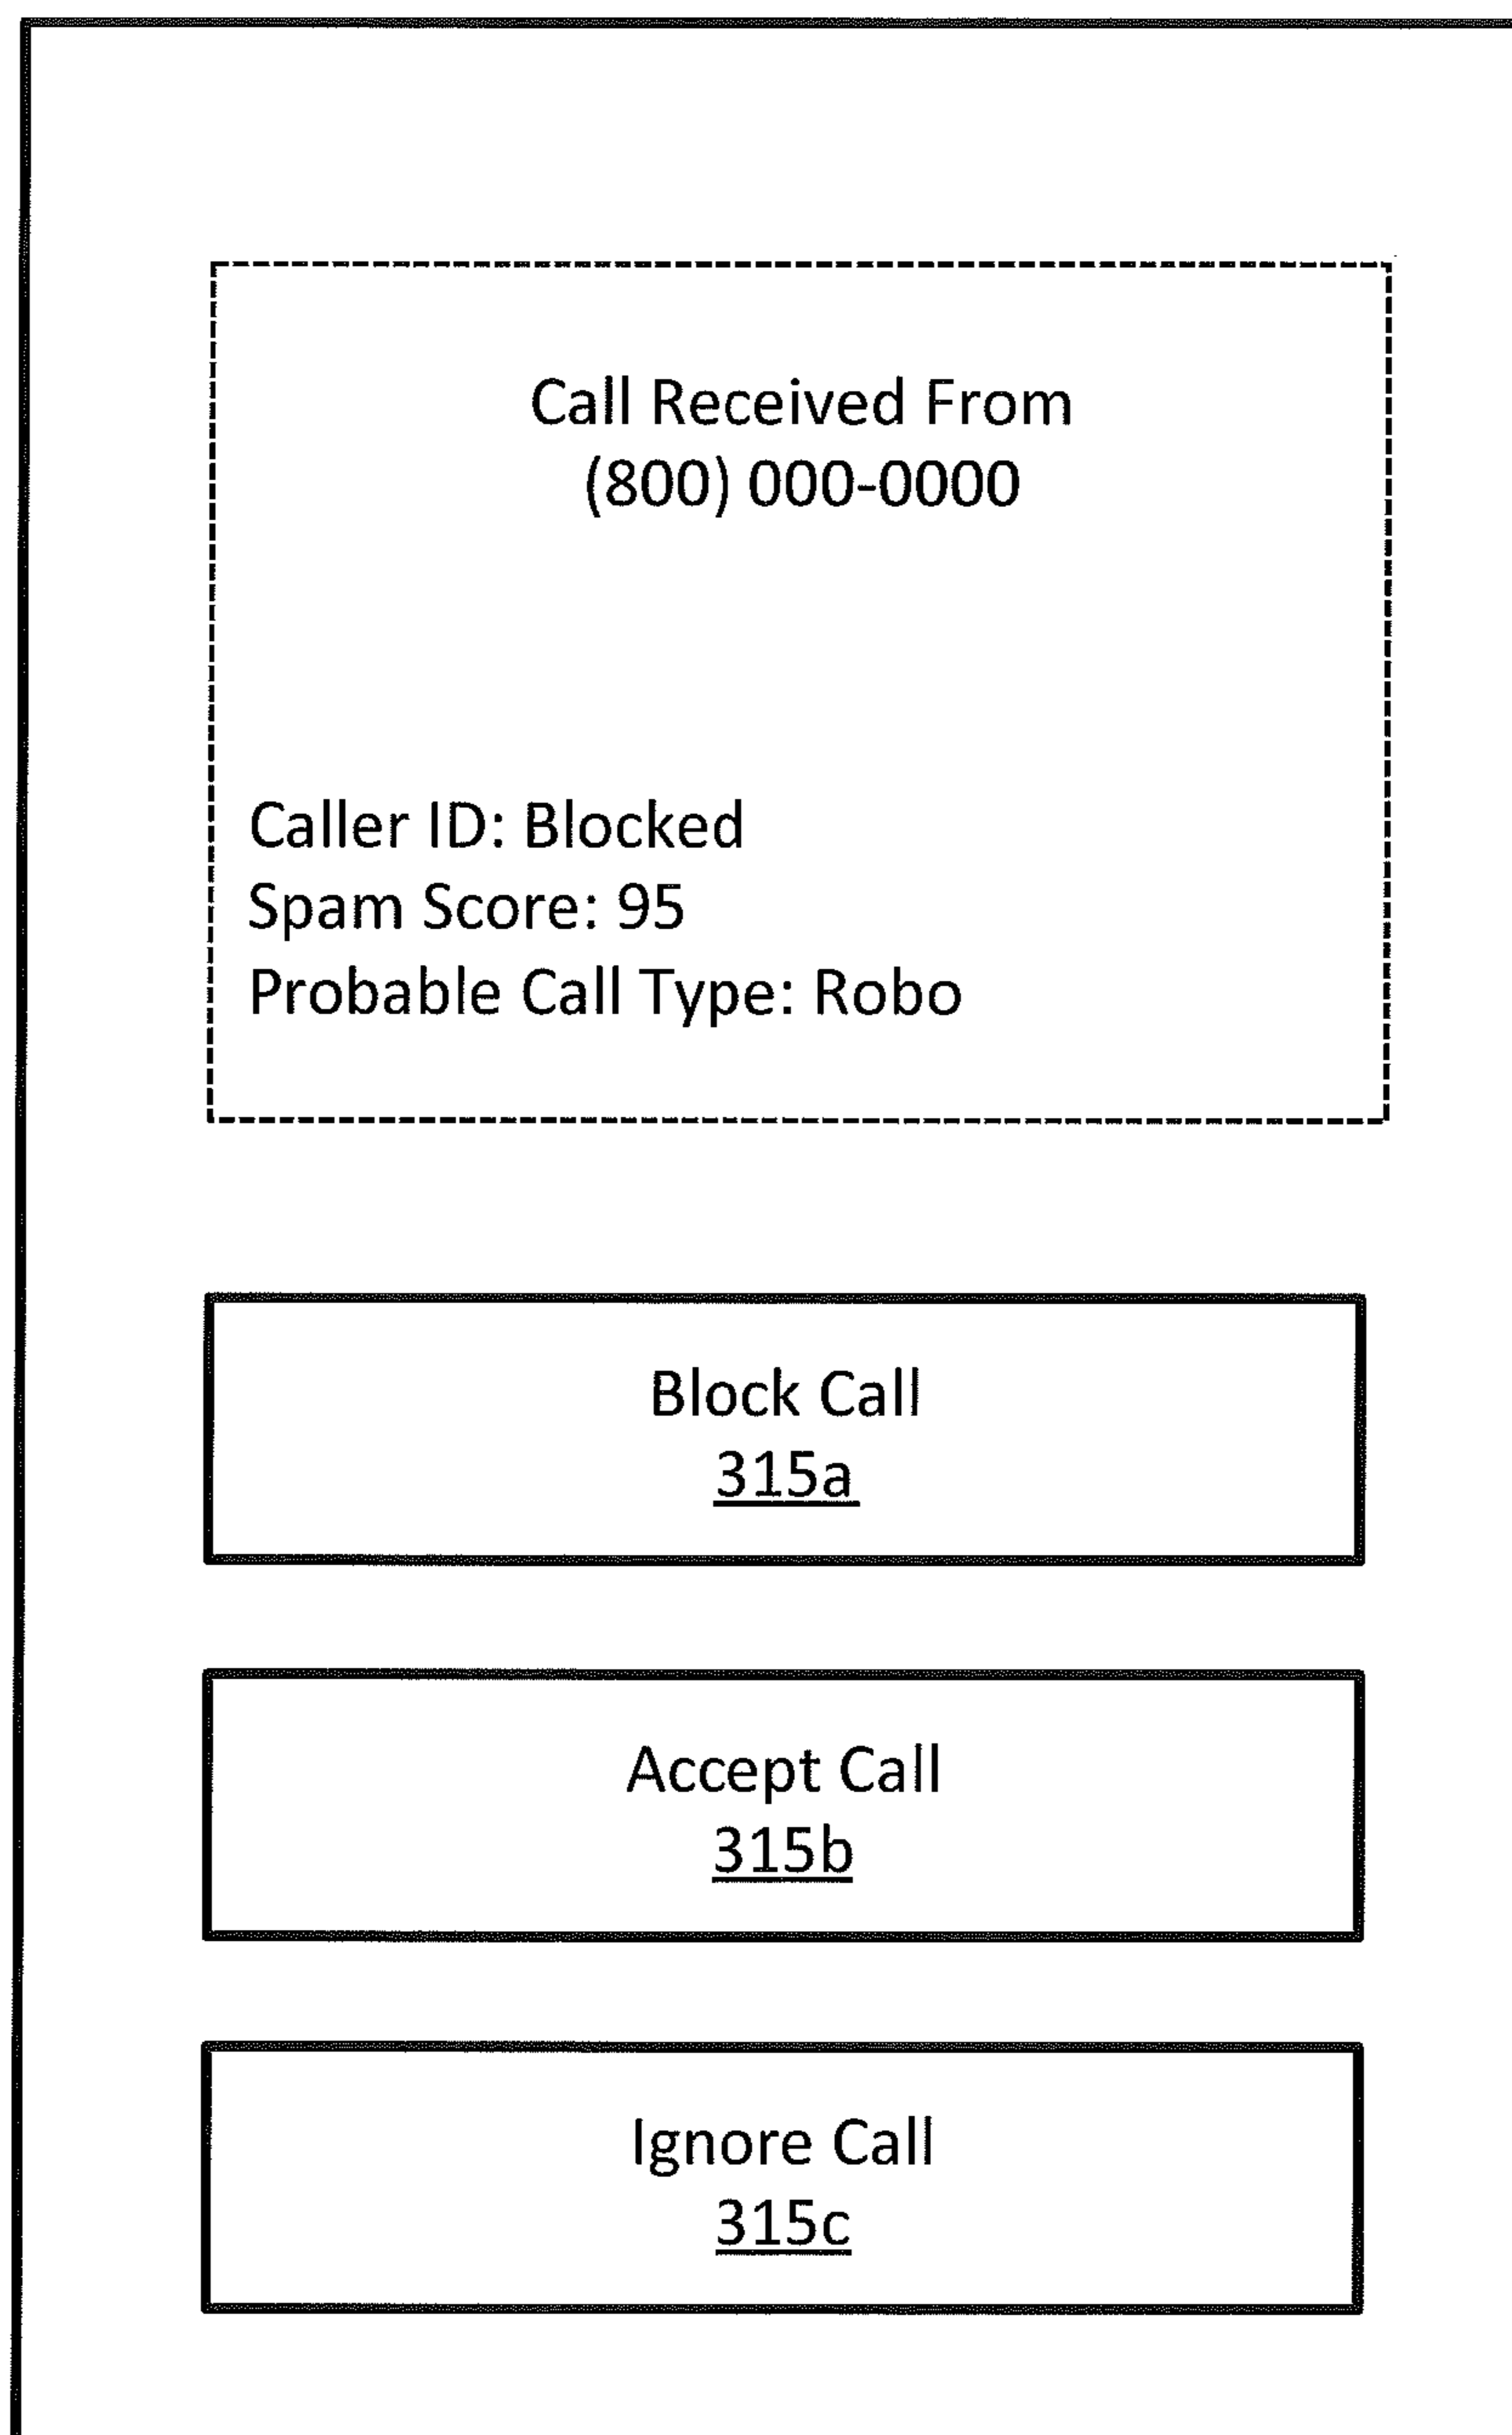 Call Received From
(800) 000-0000
Caller ID: Blocked
Spam Score: 95
Probable Call Type: Robo
Block Call
315a
Accept Call
315b
Ignore Call
315c